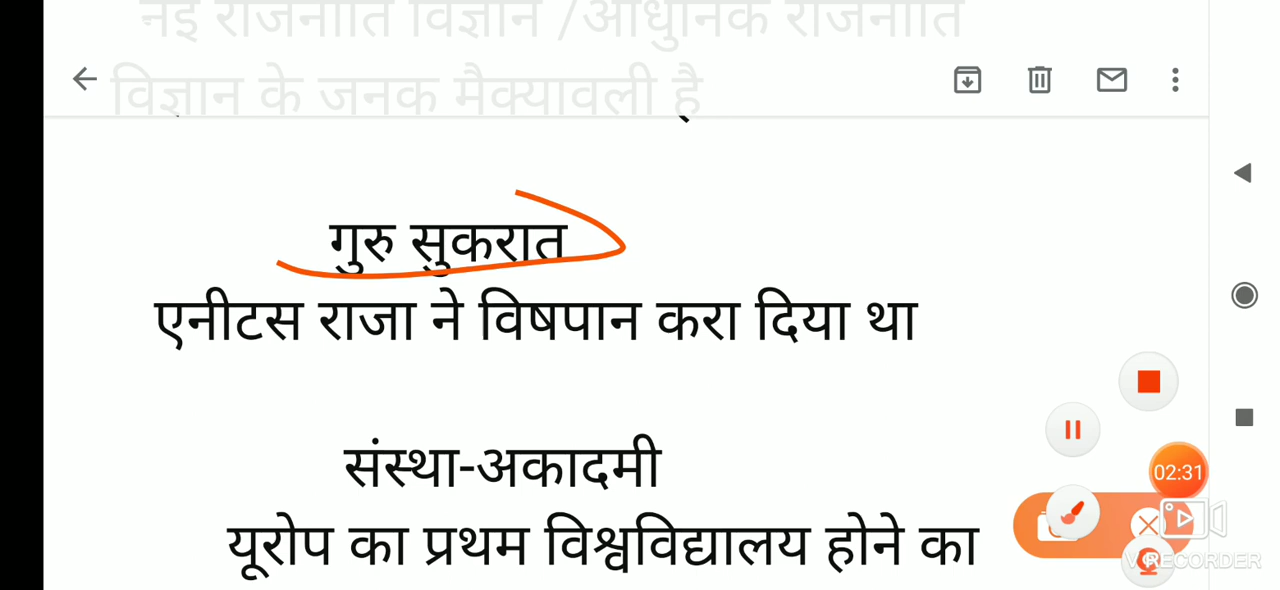 नई राजनीति विज्ञान /आधुनिक राजनीति
विज्ञान के जनक मैक्यावली है
गुरु सुकरात
एनीटस राजा ने विषपान करा दिया था
संस्था-अकादमी
यूरोप का प्रथम विश्वविद्यालय होने का
02:31
V RECORDER